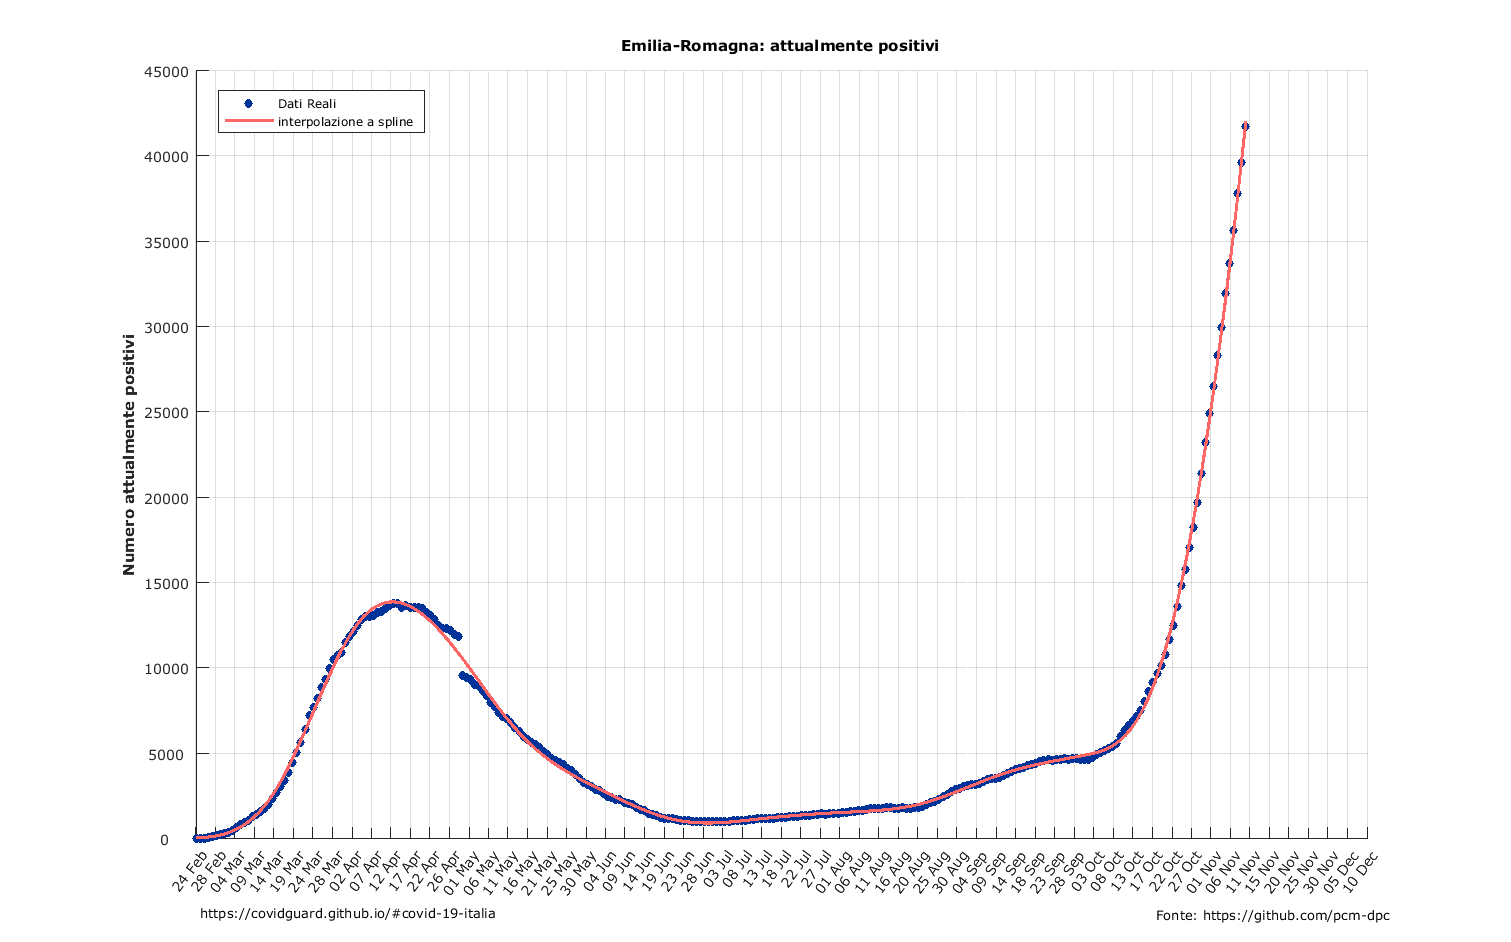 Emilia-Romagna: attualmente positivi
Dati Reali
interpolazione a spline
Numero attualmente positivi
45000
40000
35000
30000
25000
20000
15000
10000
5000
0
24 Feb
28 Feb
04 Mar
09 Mar
14 Mar
19 Mar
24 Mar
28 Mar
02 Apr
07 Apr
12 Apr
17 Apr
22 Apr
26 Apr
01 May
06 May
11 May
16 May
21 May
25 May
30 May
04 Jun
09 Jun
14 Jun
19 Jun
23 Jun
28 Jun
03 Jul
08 Jul
13 Jul
18 Jul
22 Jul
27 Jul
01 Aug
06 Aug
11 Aug
16 Aug
20 Aug
25 Aug
30 Aug
04 Sep
09 Sep
14 Sep
18 Sep
23 Sep
28 Sep
03 Oct
08 Oct
13 Oct
17 Oct
22 Oct
27 Oct
01 Nov
06 Nov
11 Nov
15 Nov
20 Nov
25 Nov
30 Nov
05 Dec
10 Dec
https://covidguard.github.io/#covid-19-italia
Fonte: https://github.com/pcm-dpc